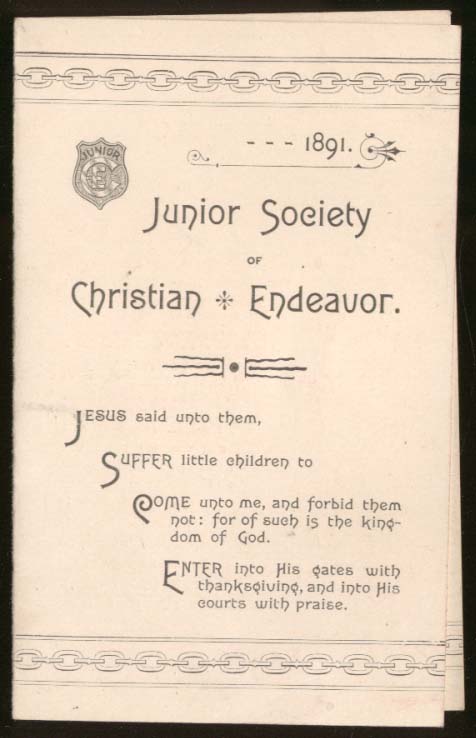 JUNIOR
- - - 1891.
Junior Society
OF
Christian Endeavor.
JESUS said unto them,
SUFFER little children to
COME unto me, and forbid them
not: for of such is the king-
dom of God.
ENTER into His gates with
thanksgiving, and into His
courts with praise.